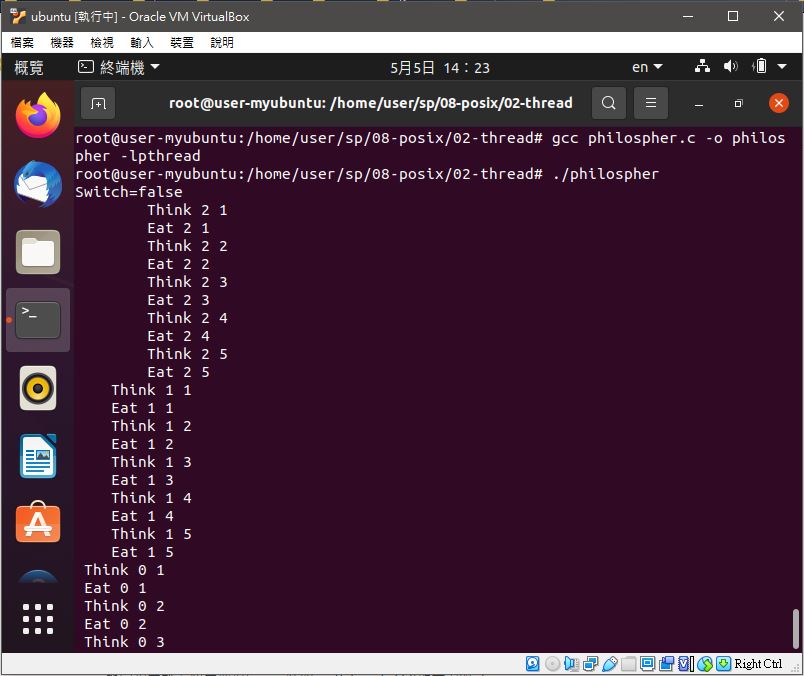 ubuntu [執行中] - Oracle VM VirtualBox
檔案 機器 檢視 輸入 裝置 說明
概覽 終端機 5月5日 14：23 en
root@user-myubuntu: /home/user/sp/08-posix/02-thread
root@user-myubuntu:/home/user/sp/08-posix/02-thread# gcc philospher.c -o philos
pher -lpthread
root@user-myubuntu:/home/user/sp/08-posix/02-thread# ./philospher
Switch=false
Think 2 1
Eat 2 1
Think 2 2
Eat 2 2
Think 2 3
Eat 2 3
Think 2 4
Eat 2 4
Think 2 5
Eat 2 5
Think 1 1
Eat 1 1
Think 1 2
Eat 1 2
Think 1 3
Eat 1 3
Think 1 4
Eat 1 4
Think 1 5
Eat 1 5
Think 0 1
Eat 0 1
Think 0 2
Eat 0 2
Think 0 3
Right Ctrl